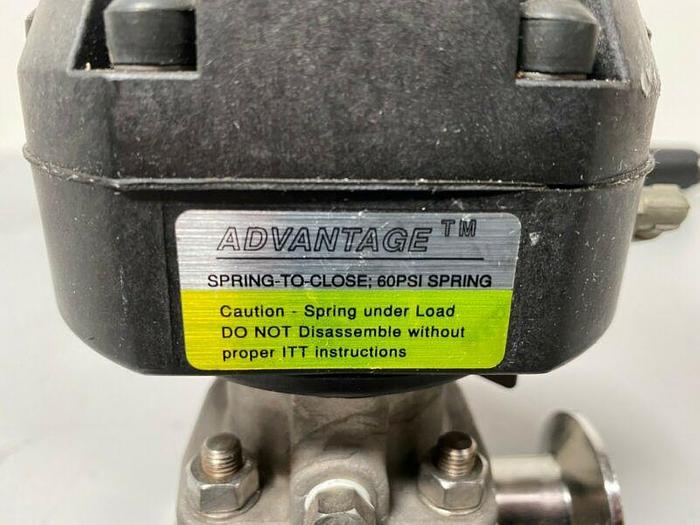 ADVANTAGE™
SPRING-TO-CLOSE; 60PSI SPRING
Caution - Spring under Load
DO NOT Disassemble without
proper ITT instructions